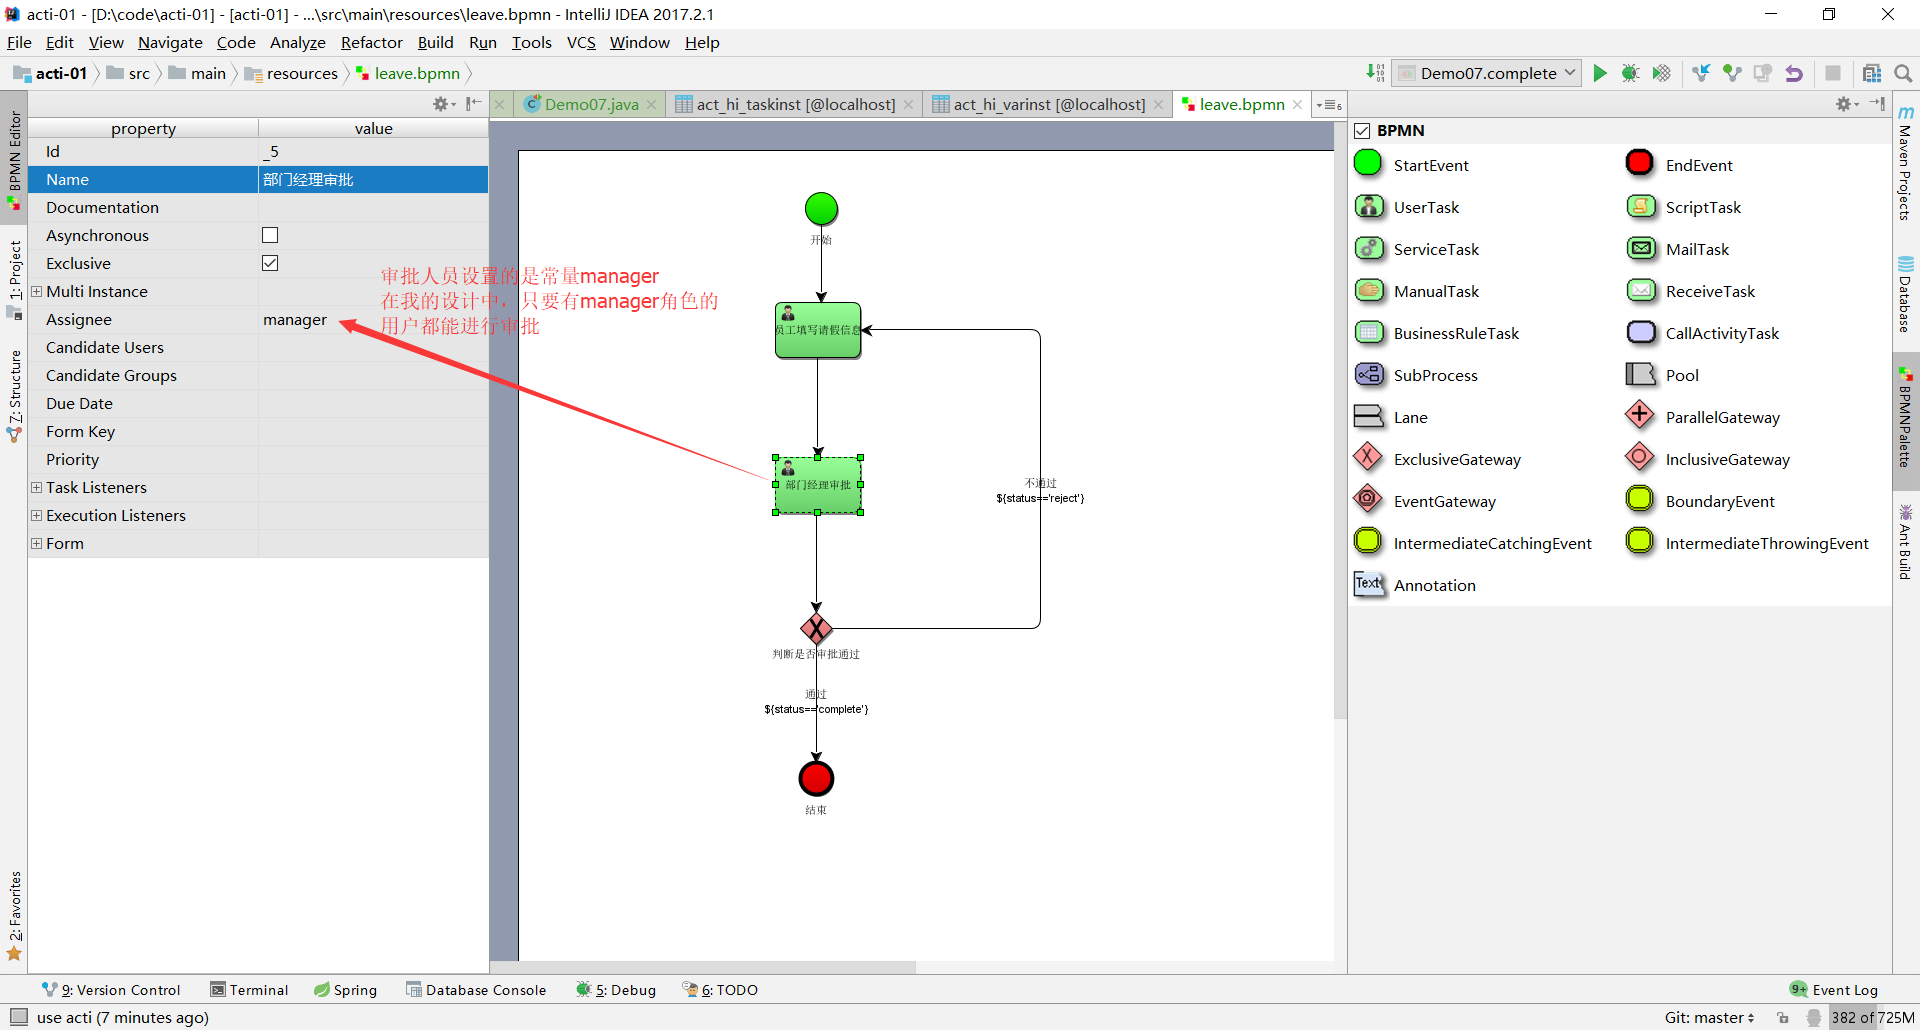 acti-01 - [D:\code\acti-01] - [acti-01] - ...\src\main\resources\leave.bpmn - IntelliJ IDEA 2017.2.1
File Edit View Navigate Code Analyze Refactor Build Run Tools VCS Window Help
acti-01 src main resources leave.bpmn
Demo07.complete
Demo07.java act_hi_taskinst [@localhost] act_hi_varinst [@localhost] leave.bpmn 6
BPMN Editor
1: Project
7: Structure
2: Favorites
property value
Id _5
Name 部门经理审批
Documentation
Asynchronous
Exclusive
Multi Instance
Assignee manager
Candidate Users
Candidate Groups
Due Date
Form Key
Priority
Task Listeners
Execution Listeners
Form
审批人员设置的是常量manager
在我的设计中，只要有manager角色的
用户都能进行审批
开始
员工填写请假信息
部门经理审批
不通过
${status=='reject'}
判断是否审批通过
通过
${status=='complete'}
结束
BPMN
StartEvent EndEvent
UserTask ScriptTask
ServiceTask MailTask
ManualTask ReceiveTask
BusinessRuleTask CallActivityTask
SubProcess Pool
Lane ParallelGateway
ExclusiveGateway InclusiveGateway
EventGateway BoundaryEvent
IntermediateCatchingEvent IntermediateThrowingEvent
Text Annotation
Maven Projects
Database
BPMNPalette
Ant Build
9: Version Control Terminal Spring Database Console 5: Debug 6: TODO 9+ Event Log
use acti (7 minutes ago) Git: master 382 of 725M